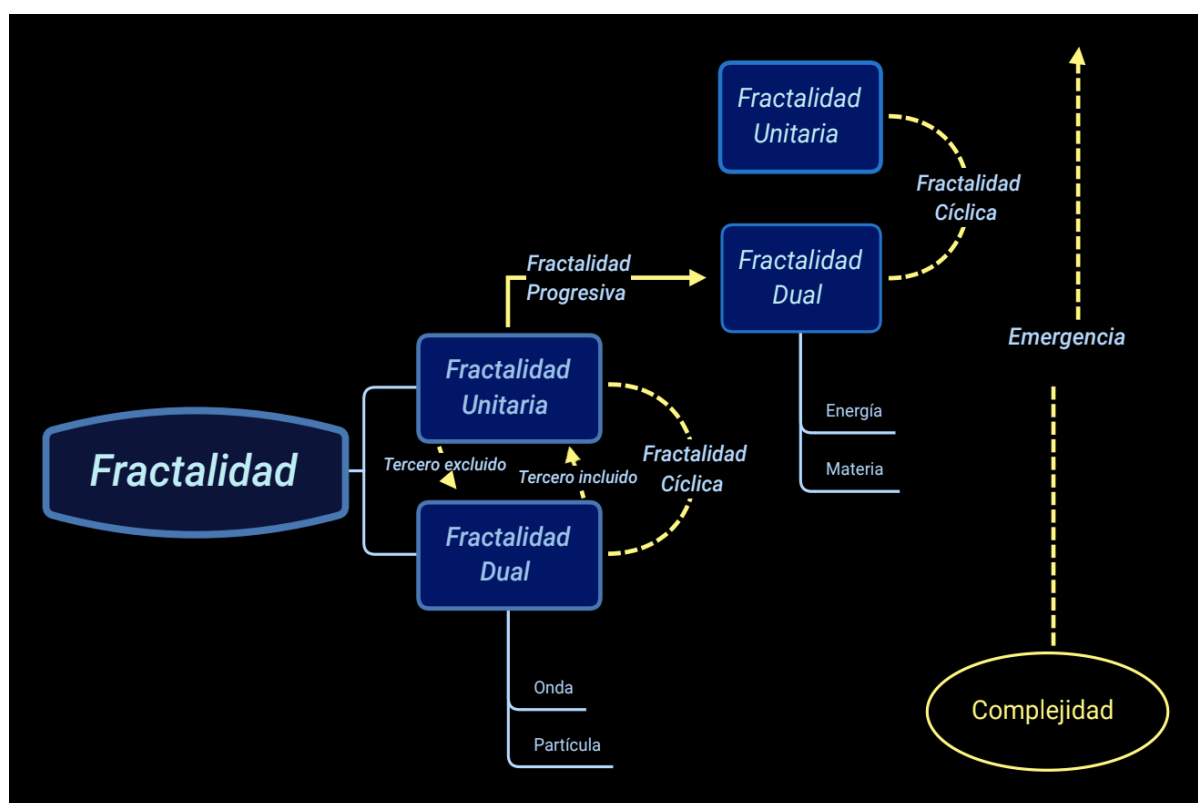 Fractalidad
Unitaria
Fractalidad
Cíclica
Fractalidad
Dual
Fractalidad
Progresiva
Emergencia
Fractalidad
Unitaria
Energía
Materia
Fractalidad
Tercero excluido
Tercero incluido
Fractalidad
Cíclica
Fractalidad
Dual
Onda
Partícula
Complejidad